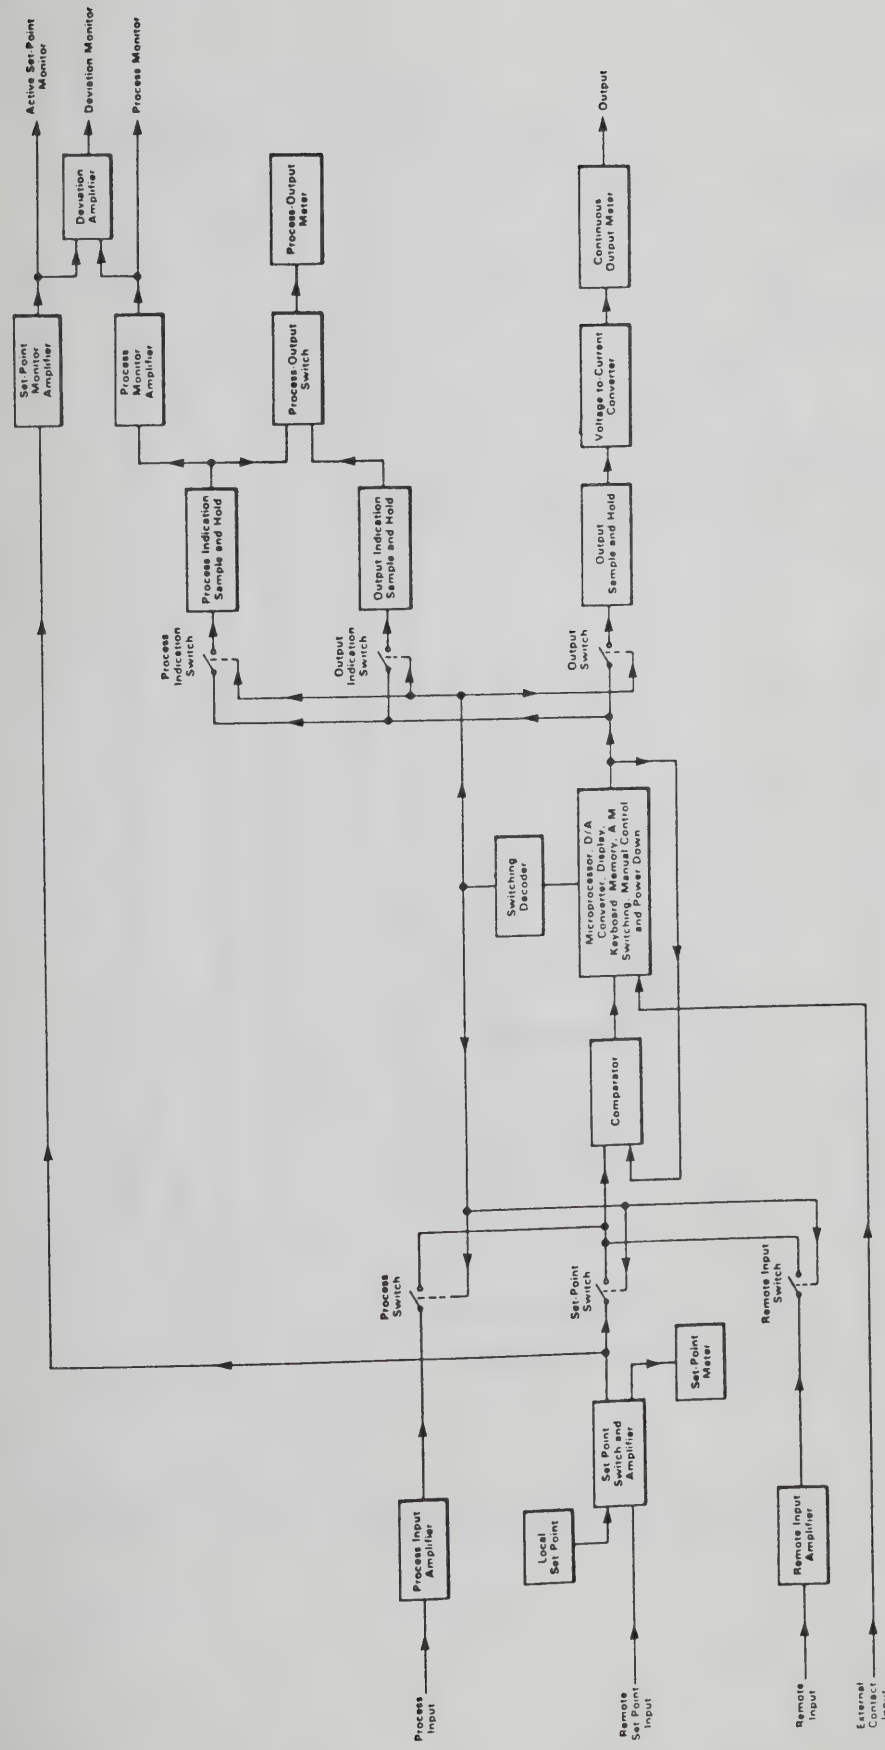 Active Set-Point
Monitor
Deviation Monitor
Process Monitor
Deviation
Amplifier
Set-Point
Monitor
Amplifier
Process
Monitor
Amplifier
Process-Output
Meter
Process-Output
Switch
Process Indication
Sample and Hold
Output Indication
Sample and Hold
Process
Indication
Switch
Output
Indication
Switch
Output
Continuous
Output Meter
Voltage to-Current
Converter
Output
Sample and Hold
Output
Switch
Switching
Decoder
Microprocessor, D/A
Converter, Display,
Keyboard Memory, A M
Switching, Manual Control
and Power Down
Comparator
Process
Switch
Set-Point
Switch
Remote Input
Switch
Set-Point
Meter
Set Point
Switch and
Amplifier
Local
Set Point
Process Input
Amplifier
Remote Input
Amplifier
Process
Input
Remote
Set Point
Input
Remote
Input
External
Contact
Input